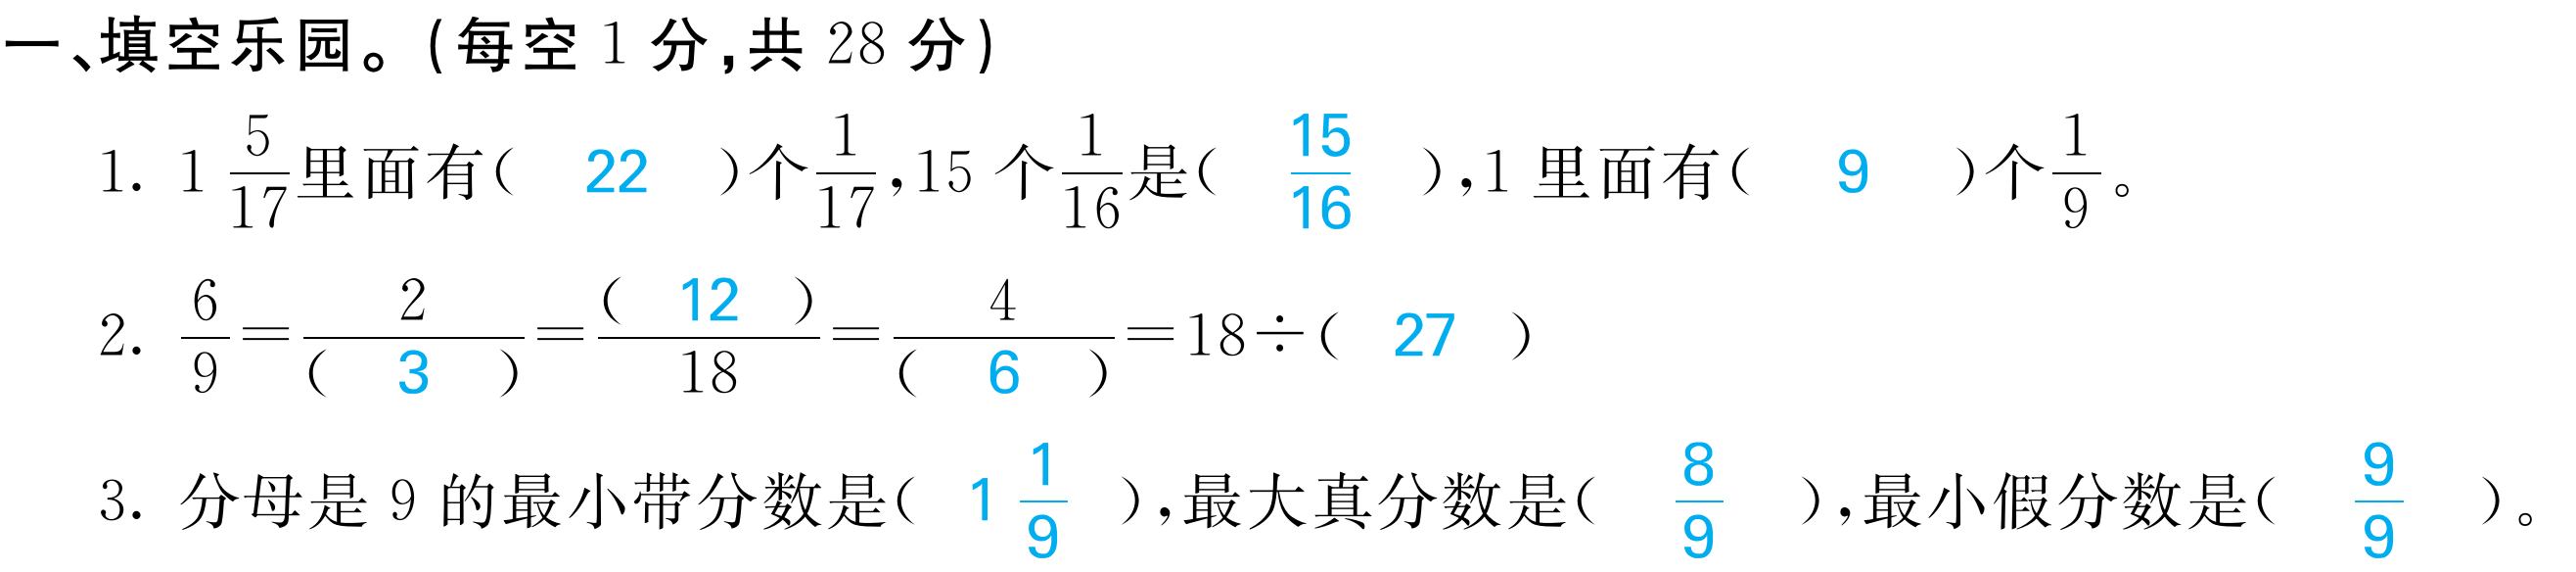 一、填空乐园。(每空 1 分,共 28 分)
1. 1 5/17里面有( 22 )个1/17,15 个1/16是( 15/16 ),1 里面有( 9 )个1/9。
2. 6/9=2/( 3 )=( 12 )/18=4/( 6 )=18÷( 27 )
3. 分母是 9 的最小带分数是( 1 1/9 ),最大真分数是( 8/9 ),最小假分数是( 9/9 )。